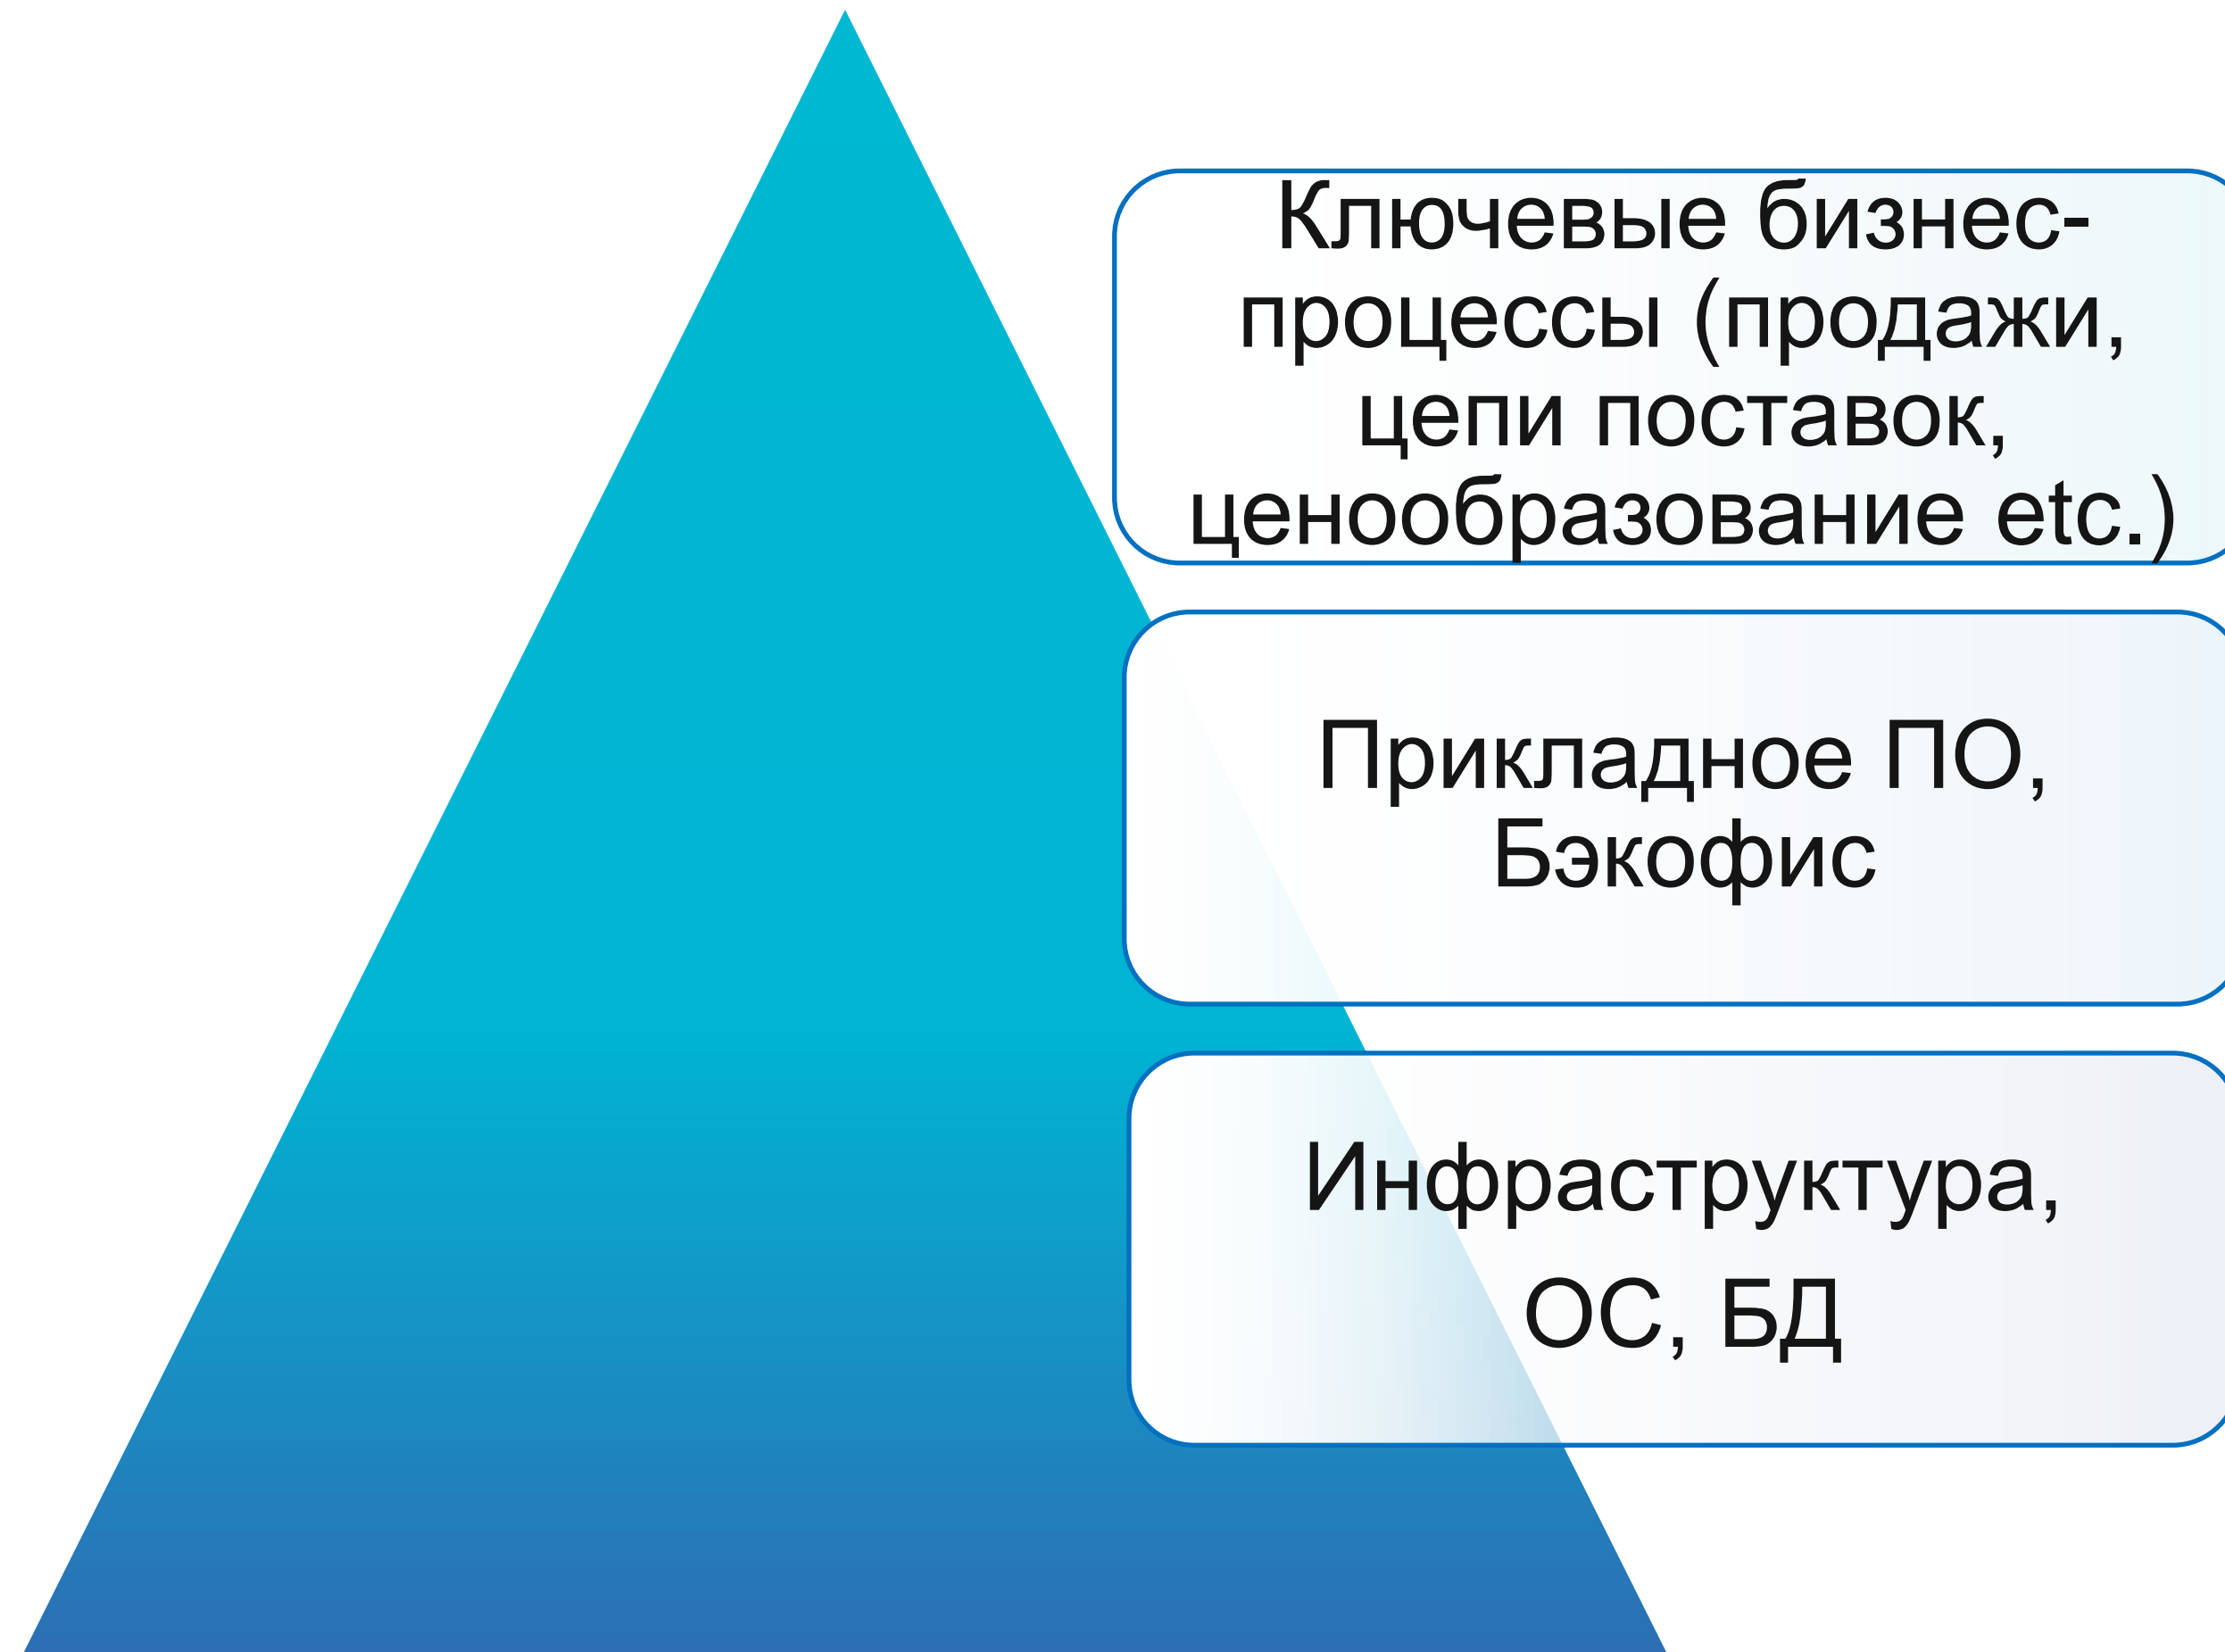 Ключевые бизнес-
процессы (продажи,
цепи поставок,
ценообразование etc.)
Прикладное ПО,
Бэкофис
Инфраструктура,
ОС, БД